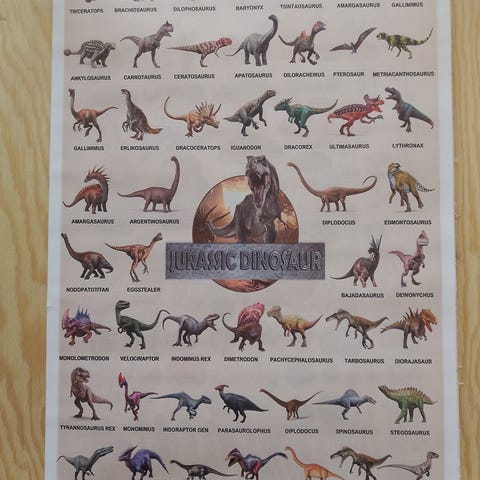 TRICERATOPS BRACHIOSAURUS DILOPHOSAURUS BARYONYX TSINTAOSAURUS AMARGASAURUS GALLIMIMUS
ANKYLOSAURUS CARNOTAURUS CERATOSAURUS APATOSAURUS DILORACHEIRUS PTEROSAUR METRIACANTHOSAURUS
GALLIMIMUS ERLIKOSAURUS DRACOCERATOPS IGUANODON DRACOREX ULTIMASAURUS LYTHRONAX
AMARGASAURUS ARGENTINOSAURUS DIPLODOCUS EDMONTOSAURUS
JURASSIC DINOSAUR
NODOPATOTITAN EGGSTEALER BAJADASAURUS DEINONYCHUS
MONOLOMETRODON VELOCIRAPTOR INDOMINUS REX DIMETRODON PACHYCEPHALOSAURUS TARBOSAURUS DIORAJASAUR
TYRANNOSAURUS REX MONOMIMUS INDORAPTOR GEN PARASAUROLOPHUS DIPLODOCUS SPINOSAURUS STEGOSAURUS